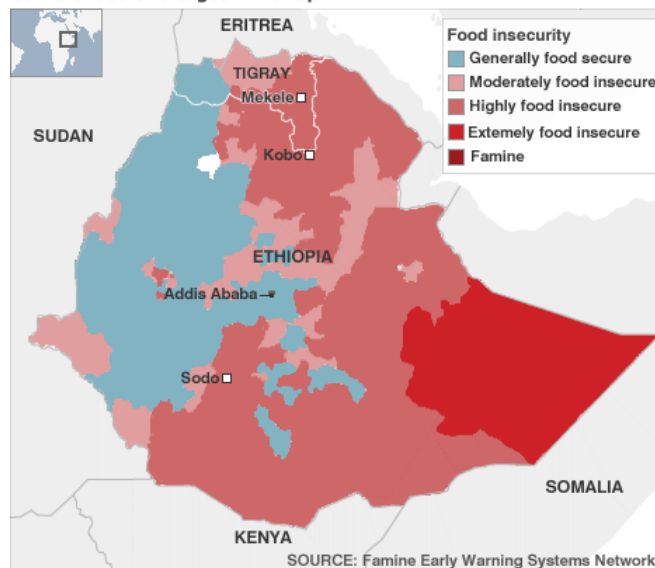 ERITREA
Food insecurity
Generally food secure
Moderately food insecure
Highly food insecure
Extemely food insecure
Famine
TIGRAY
Mekele
SUDAN
Kobo
ETHIOPIA
Addis Ababa
Sodo
SOMALIA
KENYA
SOURCE: Famine Early Warning Systems Network